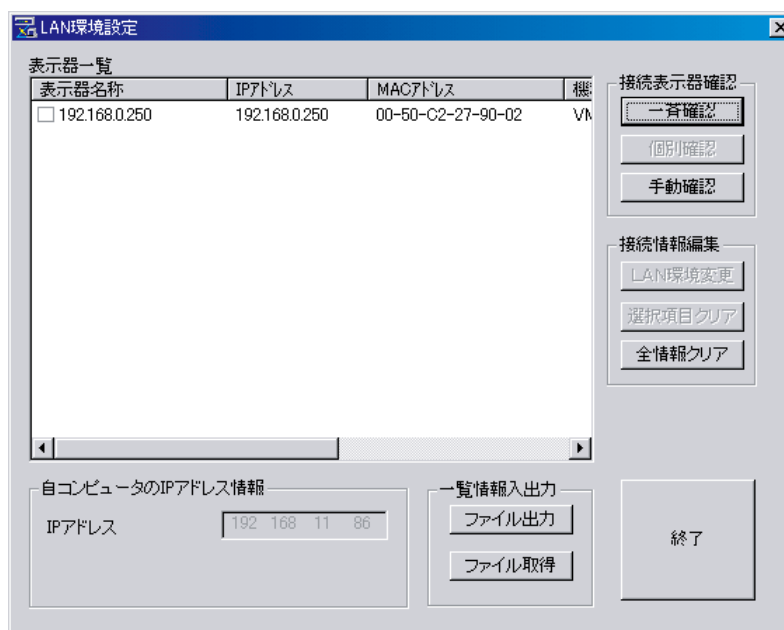 LAN環境設定
表示器一覧
表示器名称 IPアドレス MACアドレス
192.168.0.250 192.168.0.250 00-50-C2-27-90-02
接続表示器確認
一斉確認
個別確認
手動確認
接続情報編集
LAN環境変更
選択項目クリア
全情報クリア
自コンピュータのIPアドレス情報
IPアドレス 192 168 11 86
一覧情報入出力
ファイル出力
ファイル取得
終了